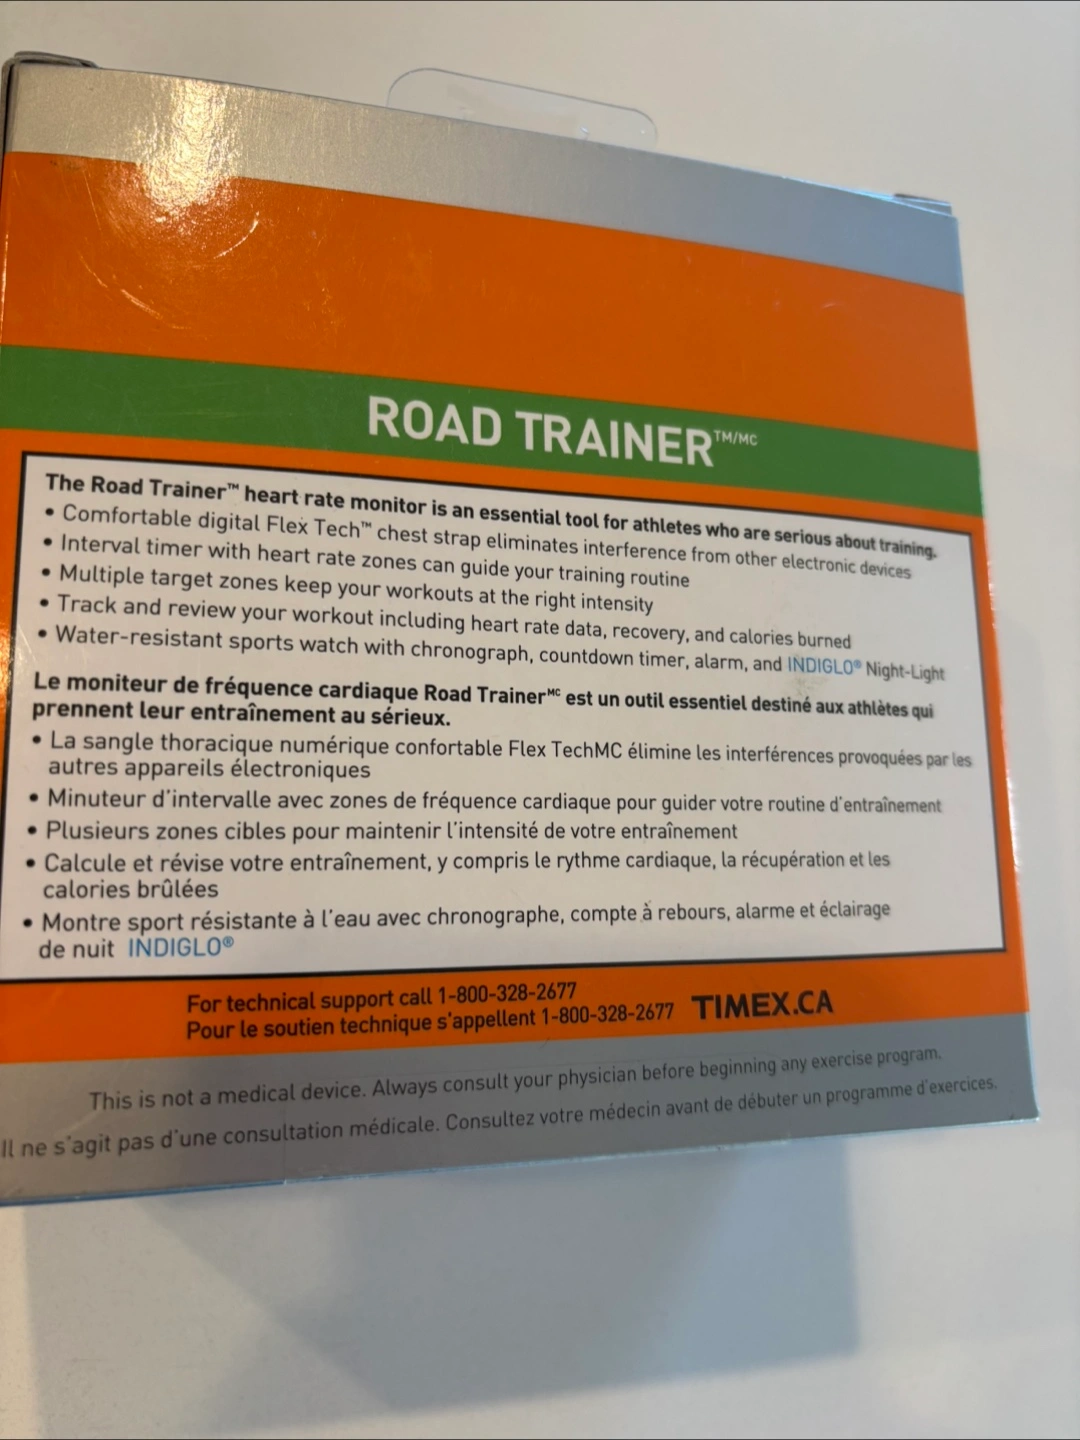 ROAD TRAINER™/MC
The Road Trainer™ heart rate monitor is an essential tool for athletes who are serious about training.
• Comfortable digital Flex Tech™ chest strap eliminates interference from other electronic devices
• Interval timer with heart rate zones can guide your training routine
• Multiple target zones keep your workouts at the right intensity
• Track and review your workout including heart rate data, recovery, and calories burned
• Water-resistant sports watch with chronograph, countdown timer, alarm, and INDIGLO® Night-Light
Le moniteur de fréquence cardiaque Road Trainerᴹᶜ est un outil essentiel destiné aux athlètes qui
prennent leur entraînement au sérieux.
• La sangle thoracique numérique confortable Flex TechMC élimine les interférences provoquées par les
autres appareils électroniques
• Minuteur d'intervalle avec zones de fréquence cardiaque pour guider votre routine d'entraînement
• Plusieurs zones cibles pour maintenir l'intensité de votre entraînement
• Calcule et révise votre entraînement, y compris le rythme cardiaque, la récupération et les
calories brûlées
• Montre sport résistante à l'eau avec chronographe, compte à rebours, alarme et éclairage
de nuit INDIGLO®
For technical support call 1-800-328-2677
Pour le soutien technique s'appellent 1-800-328-2677 TIMEX.CA
This is not a medical device. Always consult your physician before beginning any exercise program.
Il ne s'agit pas d'une consultation médicale. Consultez votre médecin avant de débuter un programme d'exercices.